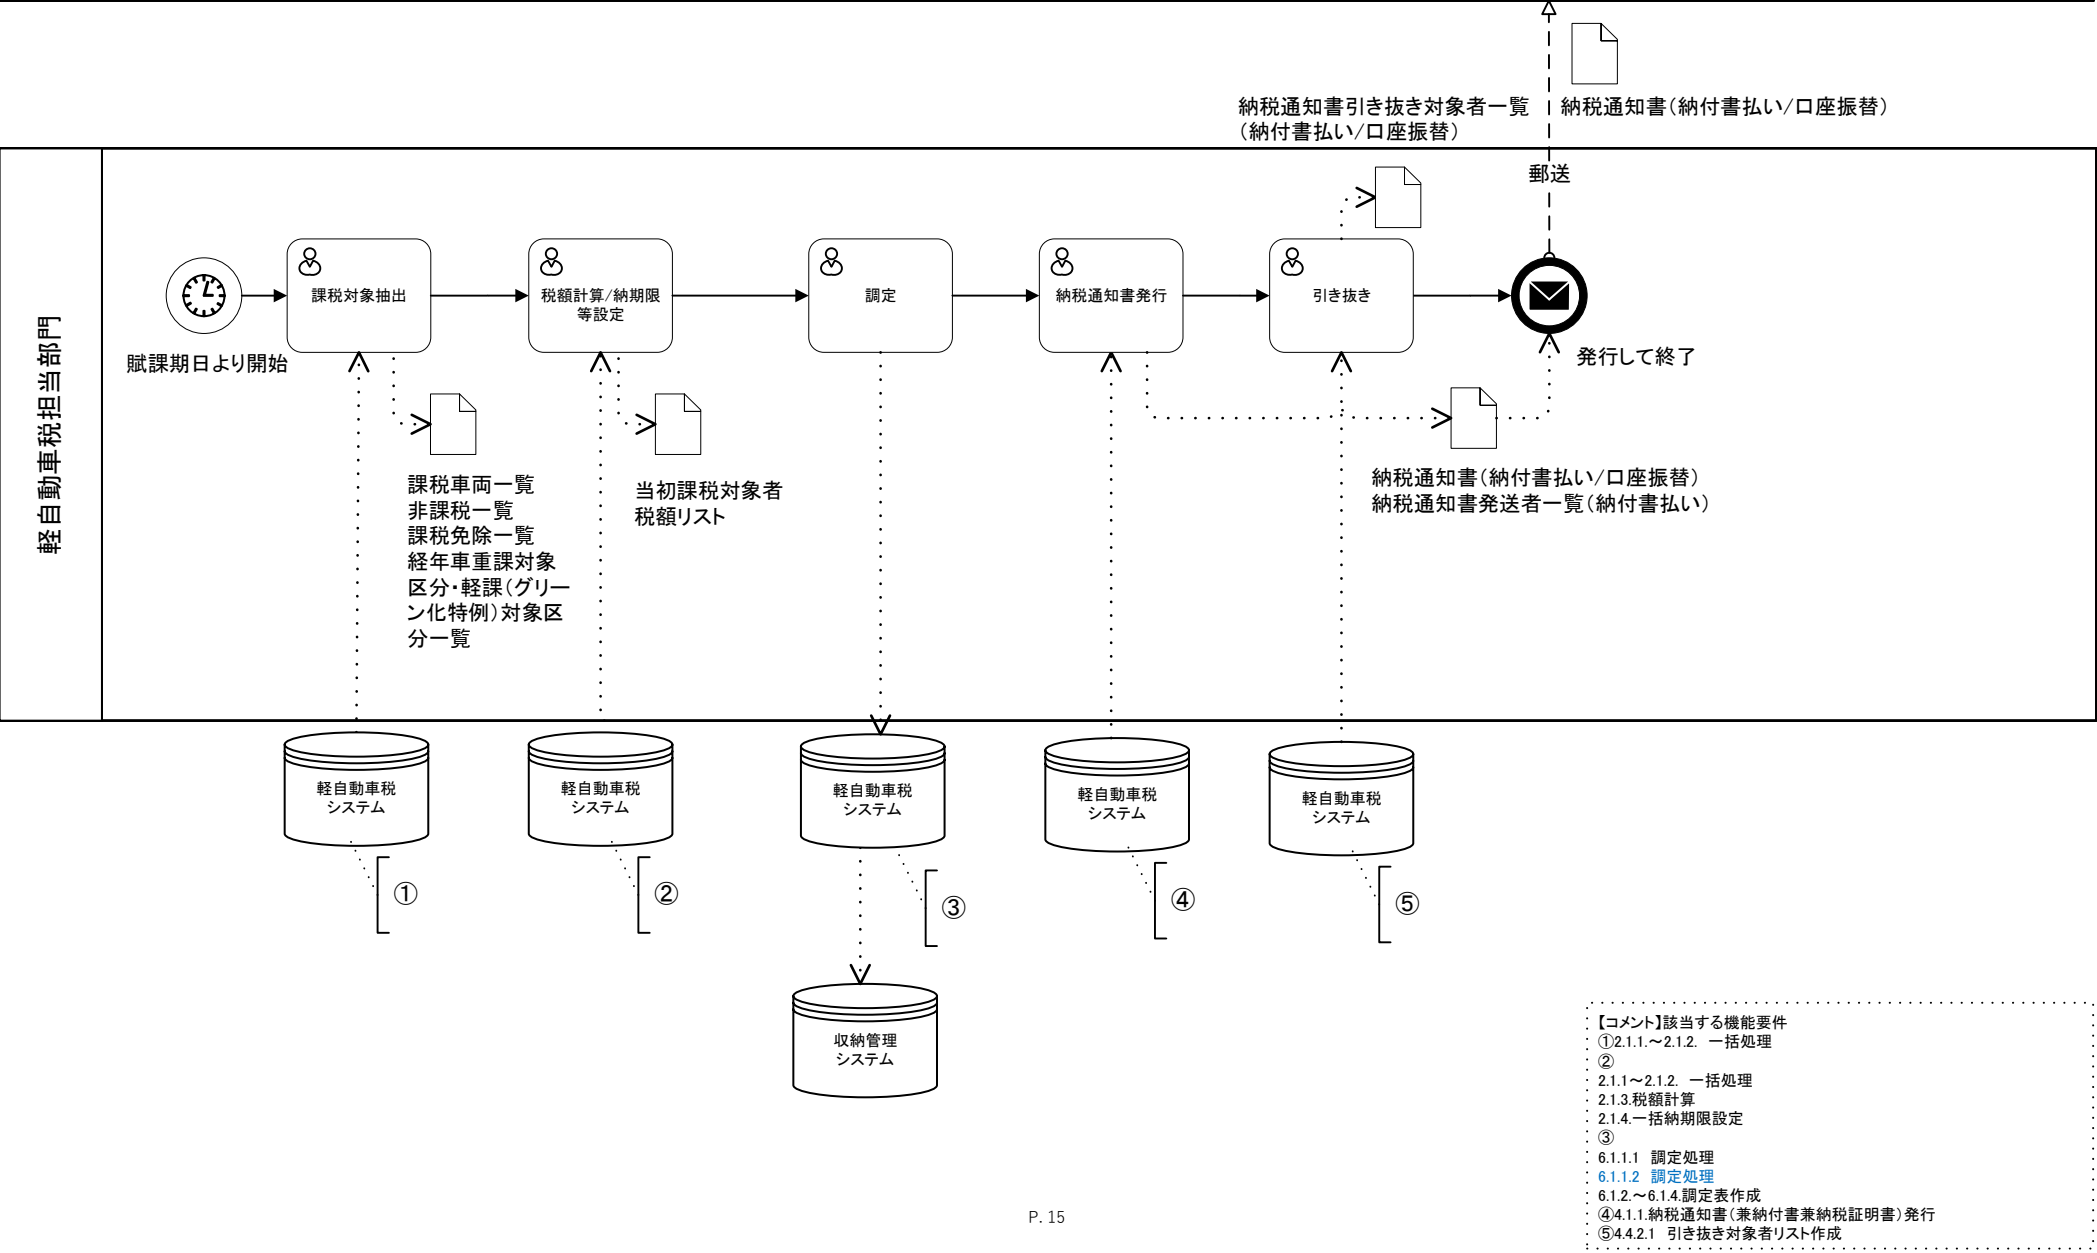 納税通知書引き抜き対象者一覧
(納付書払い/口座振替)
納税通知書(納付書払い/口座振替)
郵送
軽自動車税担当部門
賦課期日より開始
課税対象抽出
税額計算/納期限
等設定
調定
納税通知書発行
引き抜き
発行して終了
課税車両一覧
非課税一覧
課税免除一覧
経年車重課対象
区分・軽課(グリー
ン化特例)対象区
分一覧
当初課税対象者
税額リスト
納税通知書(納付書払い/口座振替)
納税通知書発送者一覧(納付書払い)
軽自動車税
システム
軽自動車税
システム
軽自動車税
システム
軽自動車税
システム
軽自動車税
システム
①
②
③
④
⑤
収納管理
システム
【コメント】該当する機能要件
①2.1.1.～2.1.2. 一括処理
②
2.1.1～2.1.2. 一括処理
2.1.3.税額計算
2.1.4.一括納期限設定
③
6.1.1.1 調定処理
6.1.1.2 調定処理
6.1.2.～6.1.4.調定表作成
④4.1.1.納税通知書(兼納付書兼納税証明書)発行
⑤4.4.2.1 引き抜き対象者リスト作成
P. 15